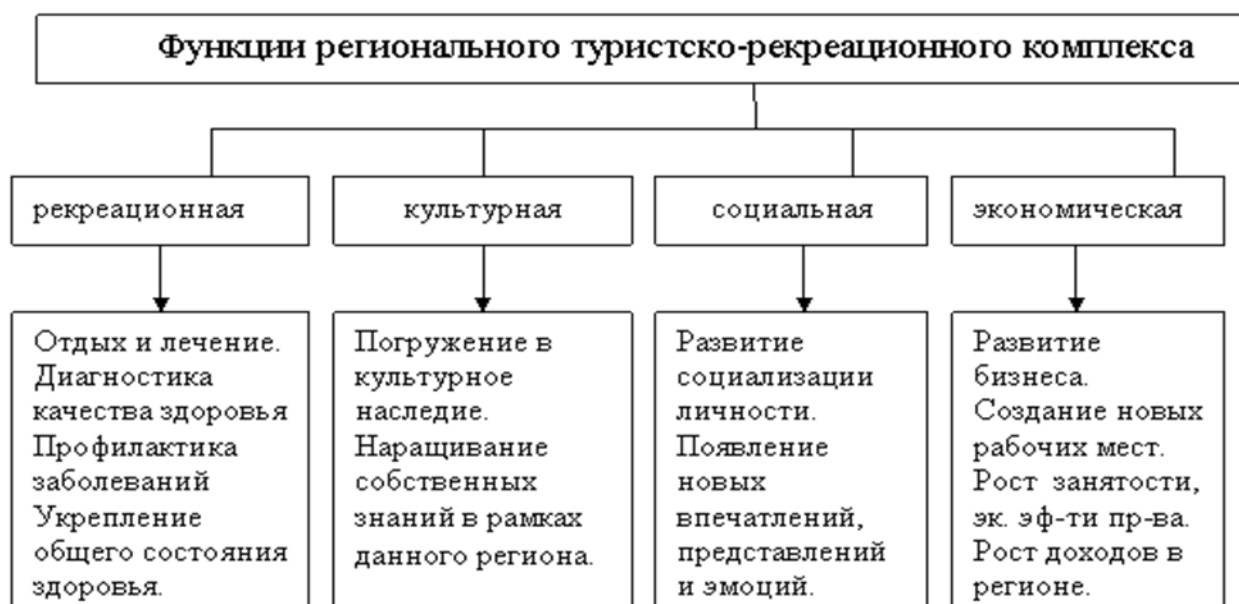 Функции регионального туристско-рекреационного комплекса
рекреационная
культурная
социальная
экономическая
Отдых и лечение.
Диагностика
качества здоровья
Профилактика
заболеваний
Укрепление
общего состояния
здоровья.
Погружение в
культурное
наследие.
Наращивание
собственных
знаний в рамках
данного региона.
Развитие
социализации
личности.
Появление
новых
впечатлений,
представлений
и эмоций.
Развитие
бизнеса.
Создание новых
рабочих мест.
Рост занятости,
эк. эф-ти пр-ва.
Рост доходов в
регионе.